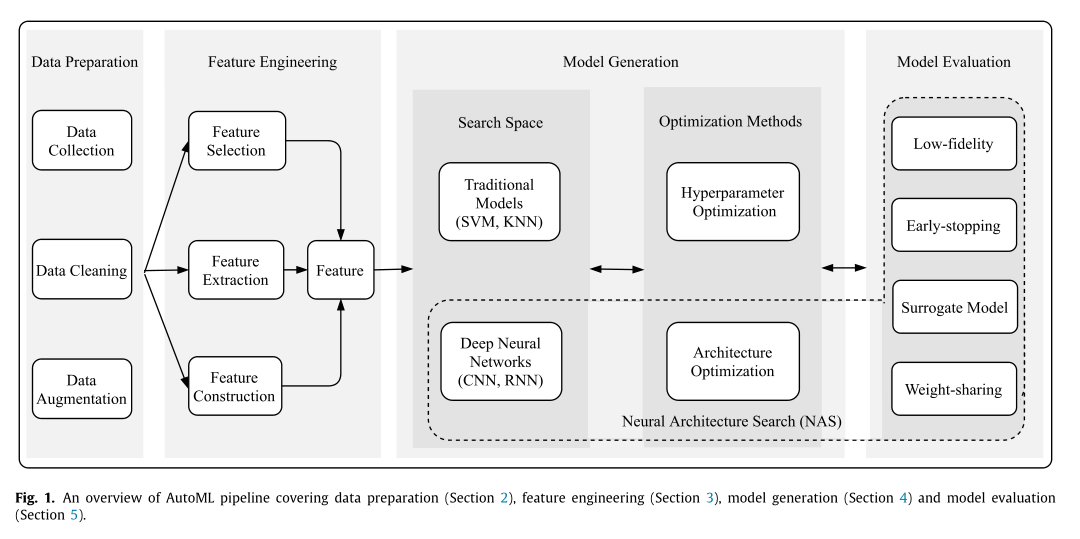 Data Preparation
Data
Collection
Data Cleaning
Data
Augmentation
Feature Engineering
Feature
Selection
Feature
Extraction
Feature
Construction
Feature
Model Generation
Search Space
Traditional
Models
(SVM, KNN)
Deep Neural
Networks
(CNN, RNN)
Optimization Methods
Hyperparameter
Optimization
Architecture
Optimization
Neural Architecture Search (NAS)
Model Evaluation
Low-fidelity
Early-stopping
Surrogate Model
Weight-sharing
Fig. 1. An overview of AutoML pipeline covering data preparation (Section 2), feature engineering (Section 3), model generation (Section 4) and model evaluation
(Section 5).